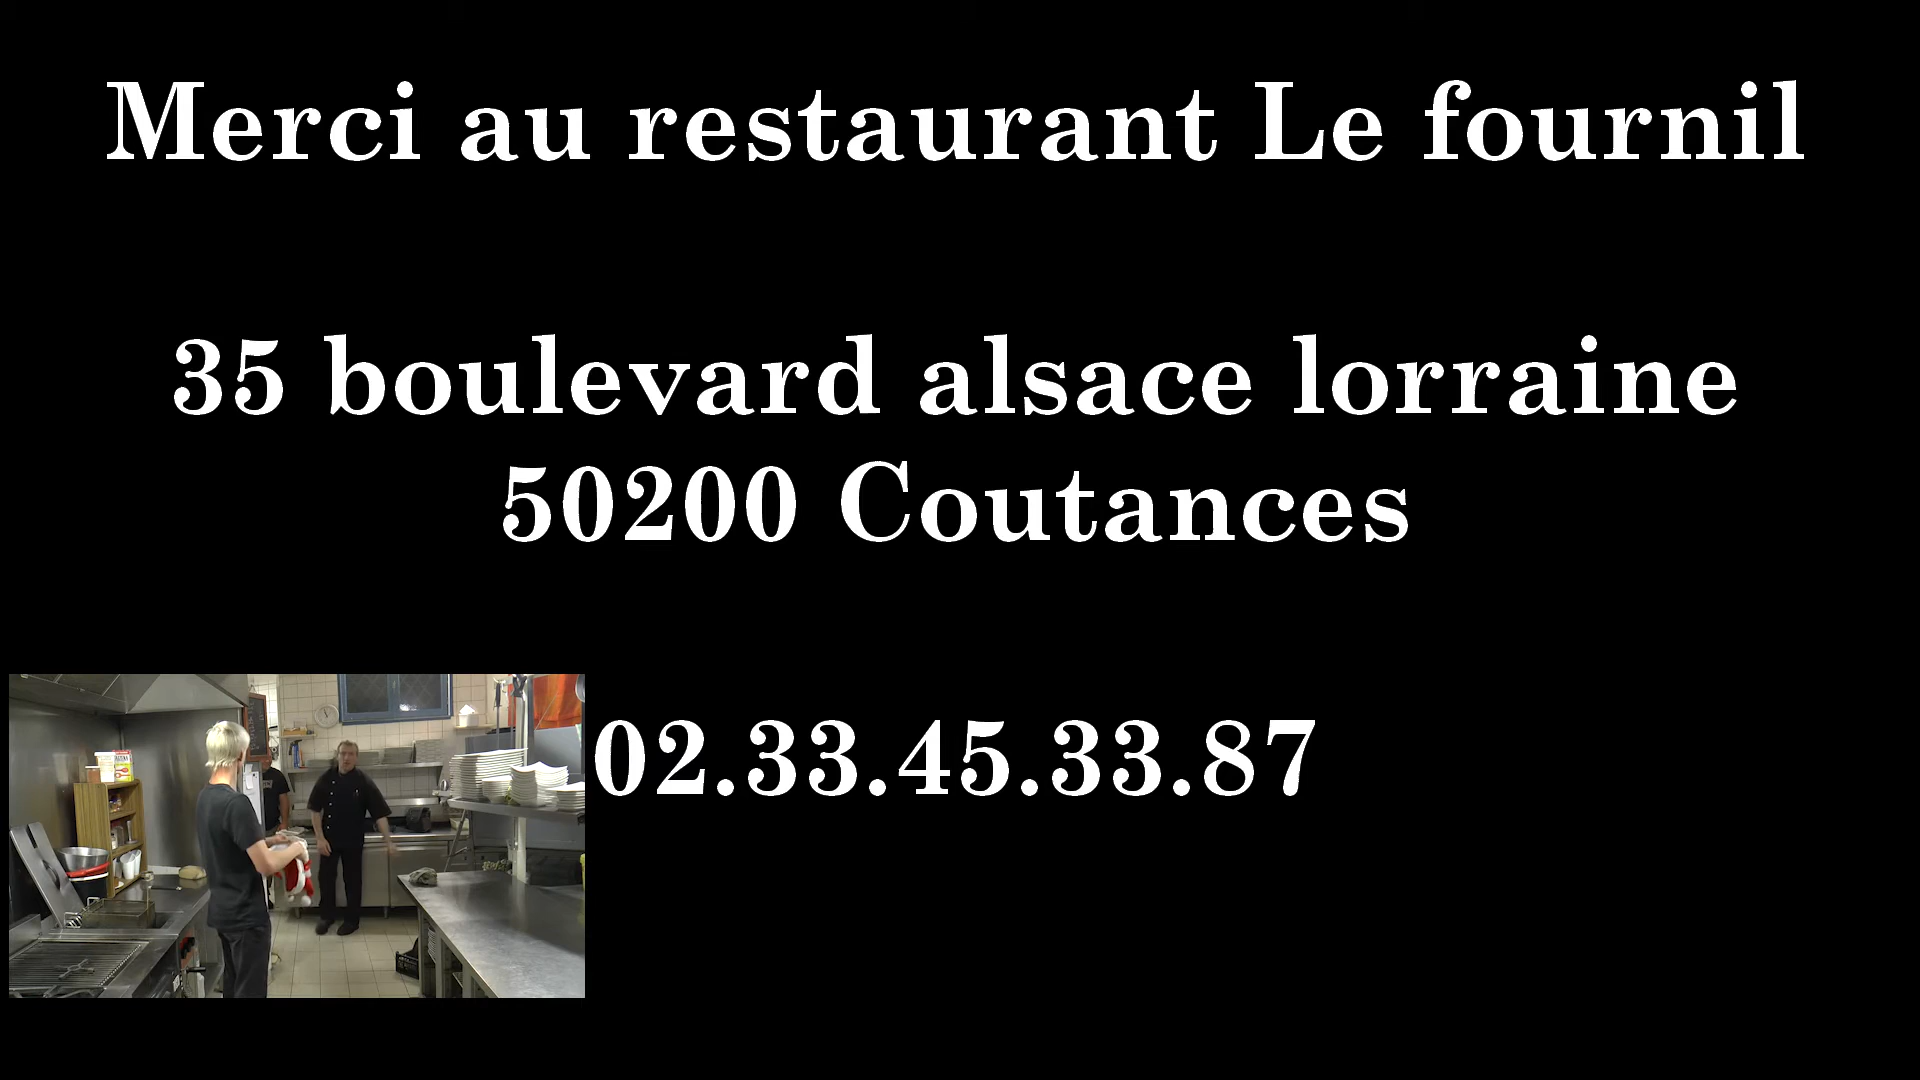 Merci au restaurant Le fournil
35 boulevard alsace lorraine
50200 Coutances
02.33.45.33.87